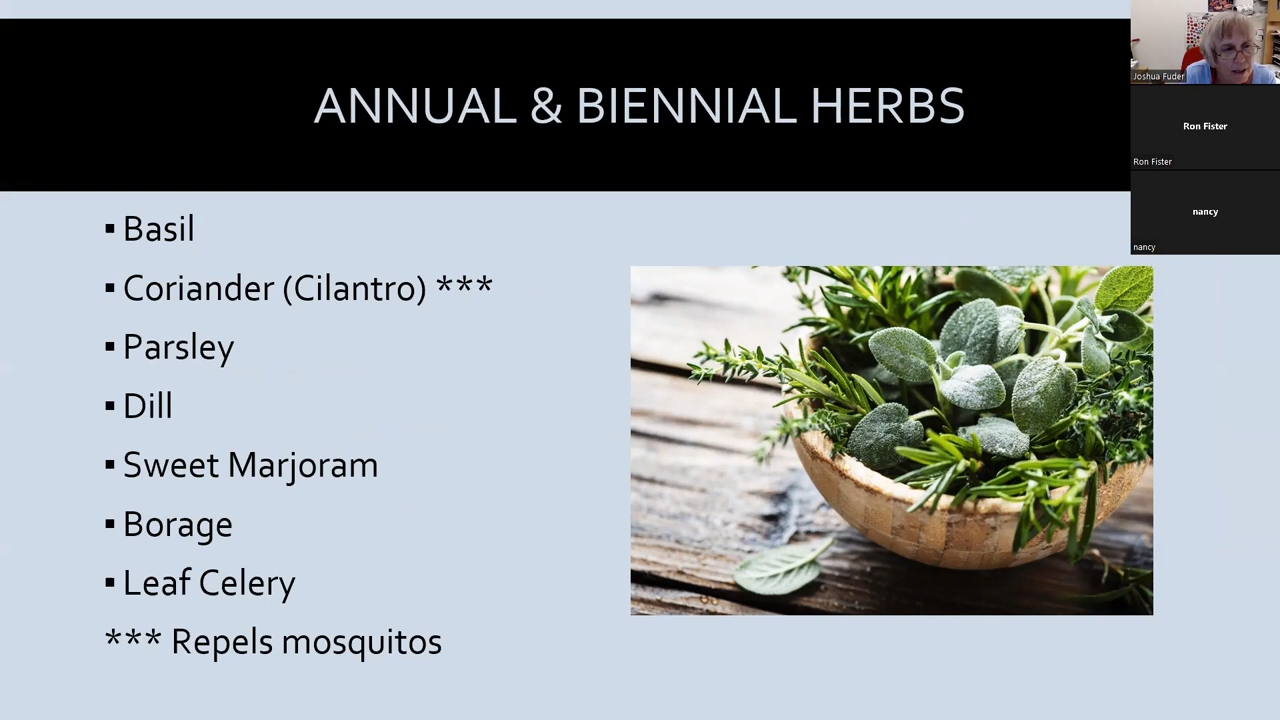 ANNUAL & BIENNIAL HERBS
▪ Basil
▪ Coriander (Cilantro) ***
▪ Parsley
▪ Dill
▪ Sweet Marjoram
▪ Borage
▪ Leaf Celery
*** Repels mosquitos
Joshua Fuder
Ron Fister
Ron Fister
nancy
nancy